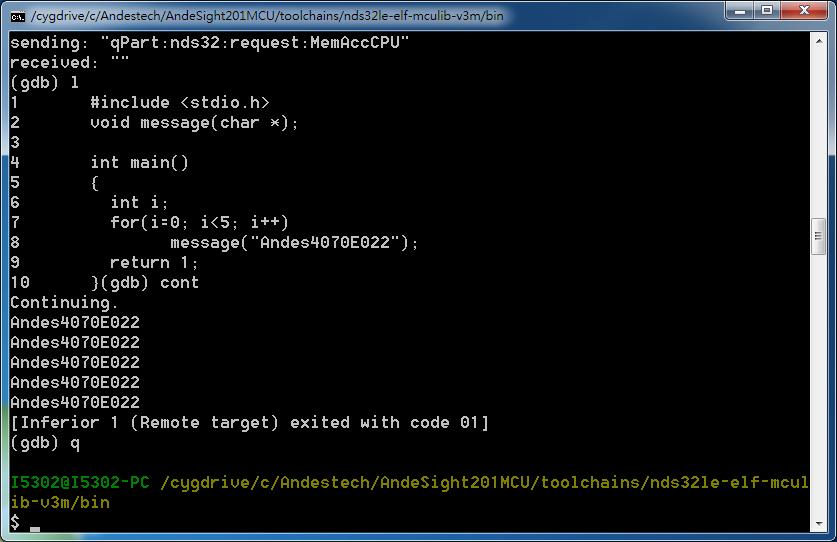 /cygdrive/c/Andestech/AndeSight201MCU/toolchains/nds32le-elf-mculib-v3m/bin
sending: "qPart:nds32:request:MemAccCPU"
received: ""
(gdb) l
1       #include <stdio.h>
2       void message(char *);
3
4       int main()
5       {
6         int i;
7         for(i=0; i<5; i++)
8               message("Andes4070E022");
9         return 1;
10      }(gdb) cont
Continuing.
Andes4070E022
Andes4070E022
Andes4070E022
Andes4070E022
Andes4070E022
[Inferior 1 (Remote target) exited with code 01]
(gdb) q
I5302@I5302-PC /cygdrive/c/Andestech/AndeSight201MCU/toolchains/nds32le-elf-mcul
ib-v3m/bin
$ _